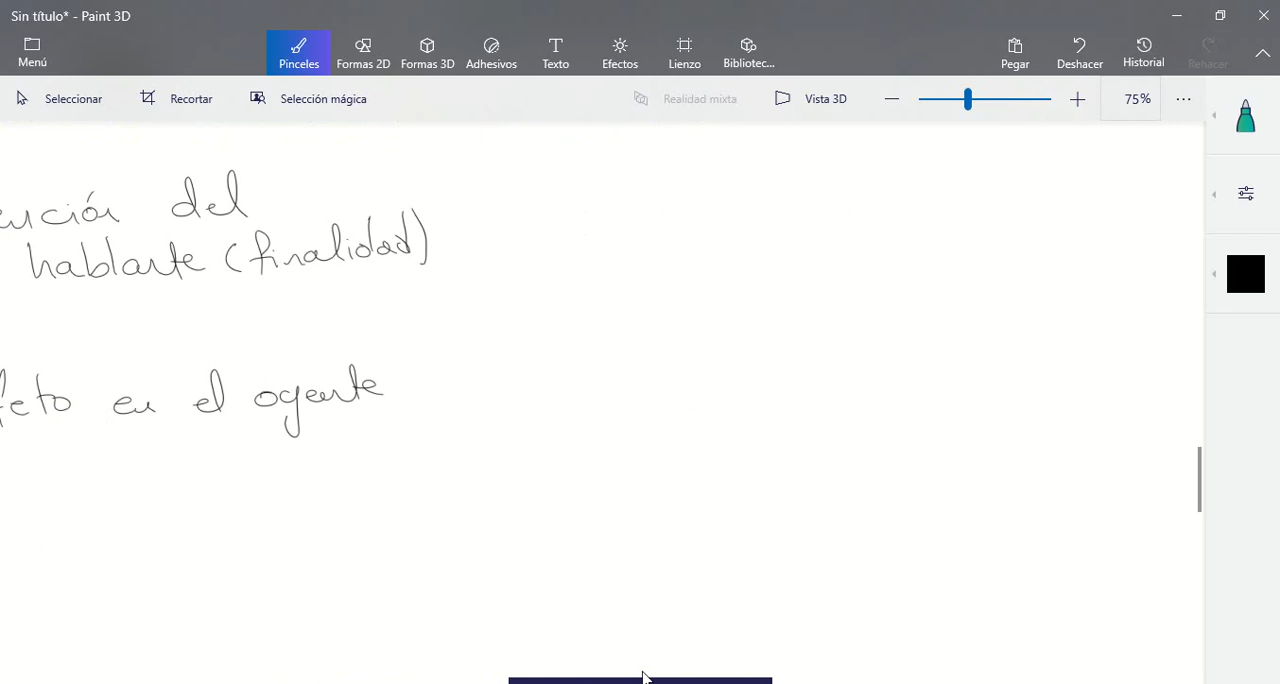 Sin título* - Paint 3D
Menú
Pinceles
Formas 2D
Formas 3D
Adhesivos
Texto
Efectos
Lienzo
Bibliotec...
Pegar
Deshacer
Historial
Rehacer
Seleccionar
Recortar
Selección mágica
Realidad mixta
Vista 3D
75%
del
hablante (finalidad)
en el oyente